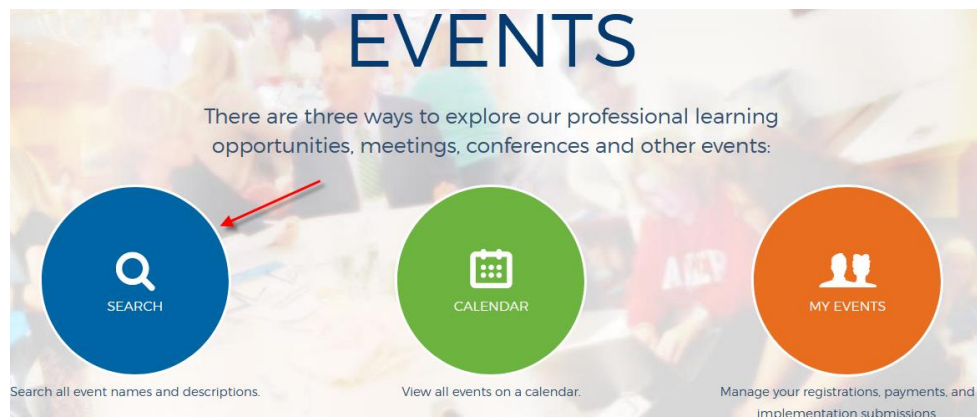 EVENTS
There are three ways to explore our professional learning
opportunities, meetings, conferences and other events:
SEARCH
CALENDAR
MY EVENTS
Search all event names and descriptions.
View all events on a calendar.
Manage your registrations, payments, and
implementation submissions.